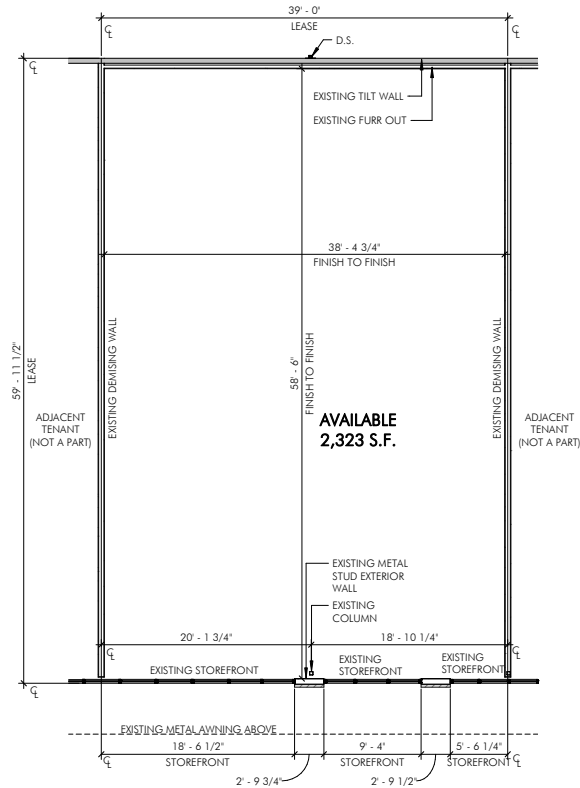 39' - 0"
LEASE
℄
℄
D.S.
℄
EXISTING TILT WALL
EXISTING FURR OUT
38' - 4 3/4"
FINISH TO FINISH
59' - 11 1/2"
LEASE
EXISTING DEMISING WALL
58' - 6"
FINISH TO FINISH
EXISTING DEMISING WALL
ADJACENT
TENANT
(NOT A PART)
AVAILABLE
2,323 S.F.
ADJACENT
TENANT
(NOT A PART)
EXISTING METAL
STUD EXTERIOR
WALL
EXISTING
COLUMN
20' - 1 3/4"
18' - 10 1/4"
℄
℄
EXISTING STOREFRONT
EXISTING
STOREFRONT
EXISTING
STOREFRONT
℄
EXISTING METAL AWNING ABOVE
18' - 6 1/2"
9' - 4"
5' - 6 1/4"
℄
STOREFRONT
STOREFRONT
STOREFRONT
℄
2' - 9 3/4"
2' - 9 1/2"